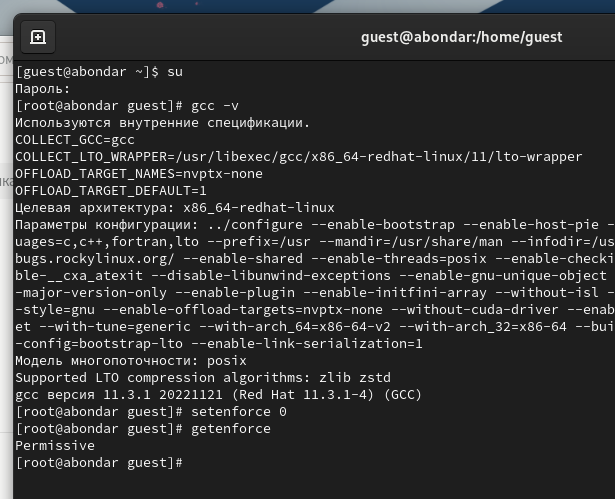 guest@abondar:/home/guest
[guest@abondar ~]$ su
Пароль:
[root@abondar guest]# gcc -v
Используются внутренние спецификации.
COLLECT_GCC=gcc
COLLECT_LTO_WRAPPER=/usr/libexec/gcc/x86_64-redhat-linux/11/lto-wrapper
OFFLOAD_TARGET_NAMES=nvptx-none
OFFLOAD_TARGET_DEFAULT=1
Целевая архитектура: x86_64-redhat-linux
Параметры конфигурации: ../configure --enable-bootstrap --enable-host-pie -
uages=c,c++,fortran,lto --prefix=/usr --mandir=/usr/share/man --infodir=/us
bugs.rockylinux.org/ --enable-shared --enable-threads=posix --enable-checki
ble-__cxa_atexit --disable-libunwind-exceptions --enable-gnu-unique-object
-major-version-only --enable-plugin --enable-initfini-array --without-isl -
-style=gnu --enable-offload-targets=nvptx-none --without-cuda-driver --enab
et --with-tune=generic --with-arch_64=x86-64-v2 --with-arch_32=x86-64 --bui
-config=bootstrap-lto --enable-link-serialization=1
Модель многопоточности: posix
Supported LTO compression algorithms: zlib zstd
gcc версия 11.3.1 20221121 (Red Hat 11.3.1-4) (GCC)
[root@abondar guest]# setenforce 0
[root@abondar guest]# getenforce
Permissive
[root@abondar guest]#